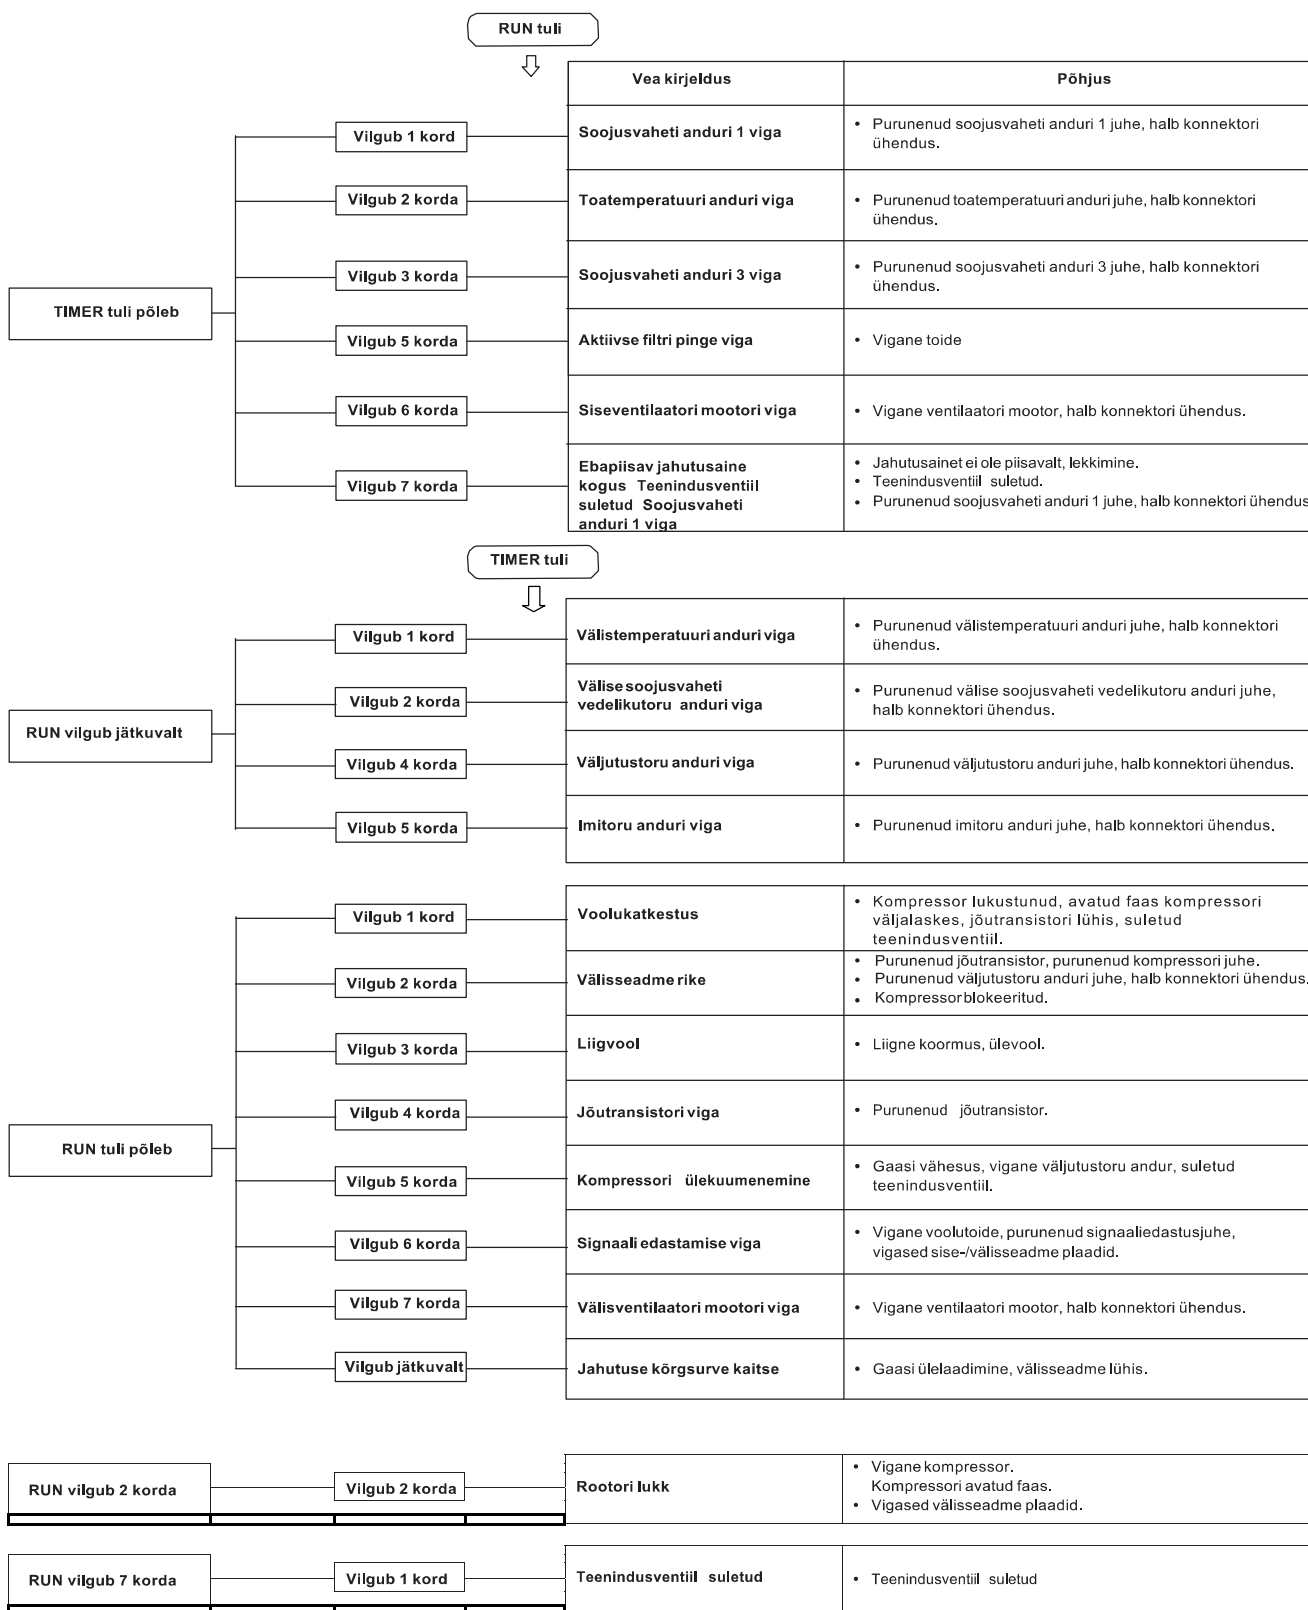 RUN tuli
Vea kirjeldus
Põhjus
TIMER tuli põleb
Vilgub 1 kord
Soojusvaheti anduri 1 viga
• Purunenud soojusvaheti anduri 1 juhe, halb konnektori
ühendus.
Vilgub 2 korda
Toatemperatuuri anduri viga
• Purunenud toatemperatuuri anduri juhe, halb konnektori
ühendus.
Vilgub 3 korda
Soojusvaheti anduri 3 viga
• Purunenud soojusvaheti anduri 3 juhe, halb konnektori
ühendus.
Vilgub 5 korda
Aktiivse filtri pinge viga
• Vigane toide
Vilgub 6 korda
Siseventilaatori mootori viga
• Vigane ventilaatori mootor, halb konnektori ühendus.
Vilgub 7 korda
Ebapiisav jahutusaine
kogus Teenindusventiil
suletud Soojusvaheti
anduri 1 viga
• Jahutusainet ei ole piisavalt, lekkimine.
• Teenindusventiil suletud.
• Purunenud soojusvaheti anduri 1 juhe, halb konnektori ühendus
TIMER tuli
RUN vilgub jätkuvalt
Vilgub 1 kord
Välistemperatuuri anduri viga
• Purunenud välistemperatuuri anduri juhe, halb konnektori
ühendus.
Vilgub 2 korda
Välise soojusvaheti
vedelikutoru anduri viga
• Purunenud välise soojusvaheti vedelikutoru anduri juhe,
halb konnektori ühendus.
Vilgub 4 korda
Väljutustoru anduri viga
• Purunenud väljutustoru anduri juhe, halb konnektori ühendus.
Vilgub 5 korda
Imitoru anduri viga
• Purunenud imitoru anduri juhe, halb konnektori ühendus.
RUN tuli põleb
Vilgub 1 kord
Voolukatkestus
• Kompressor lukustunud, avatud faas kompressori
väljalaskes, jõutransistori lühis, suletud
teenindusventiil.
Vilgub 2 korda
Välisseadme rike
• Purunenud jõutransistor, purunenud kompressori juhe.
• Purunenud väljutustoru anduri juhe, halb konnektori ühendus.
• Kompressor blokeeritud.
Vilgub 3 korda
Liigvool
• Liigne koormus, ülevool.
Vilgub 4 korda
Jõutransistori viga
• Purunenud jõutransistor.
Vilgub 5 korda
Kompressori ülekuumenemine
• Gaasi vähesus, vigane väljutustoru andur, suletud
teenindusventiil.
Vilgub 6 korda
Signaali edastamise viga
• Vigane voolutoide, purunenud signaaliedastusjuhe,
vigased sise-/välisseadme plaadid.
Vilgub 7 korda
Välisventilaatori mootori viga
• Vigane ventilaatori mootor, halb konnektori ühendus.
Vilgub jätkuvalt
Jahutuse kõrgsurve kaitse
• Gaasi ülelaadimine, välisseadme lühis.
RUN vilgub 2 korda
Vilgub 2 korda
Rootori lukk
• Vigane kompressor.
Kompressori avatud faas.
• Vigased välisseadme plaadid.
RUN vilgub 7 korda
Vilgub 1 kord
Teenindusventiil suletud
• Teenindusventiil suletud